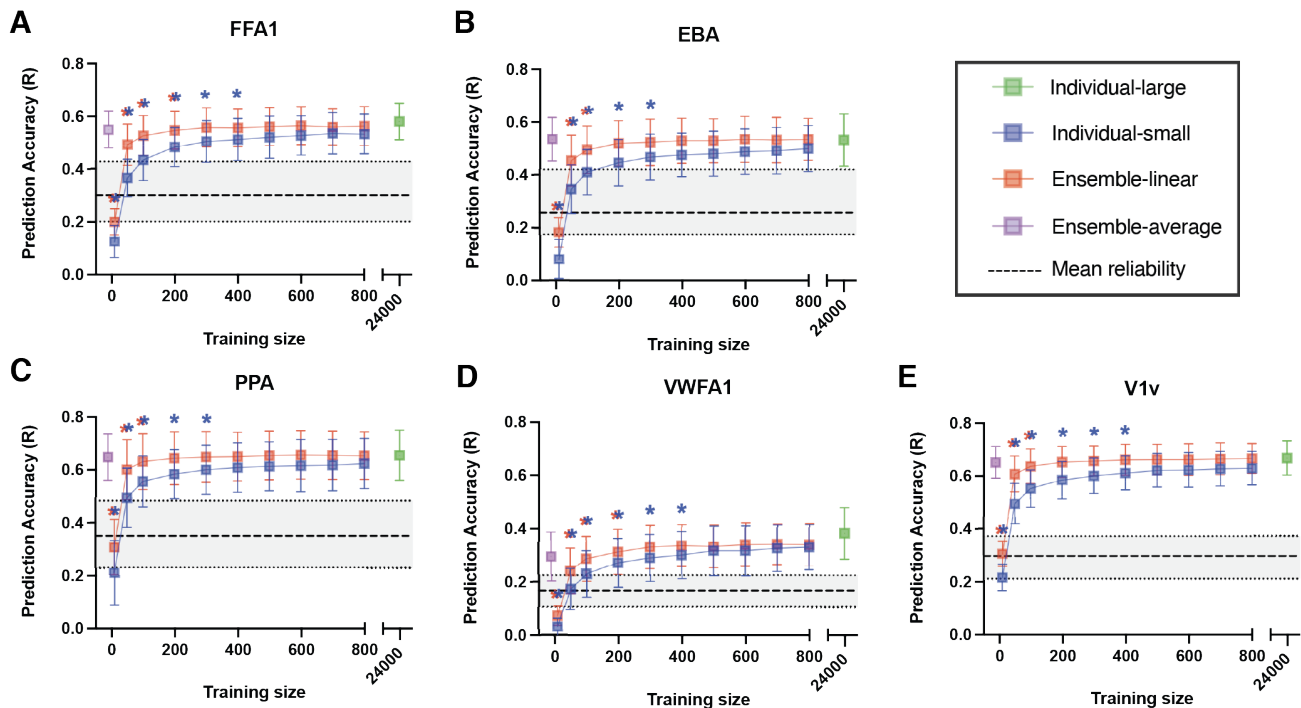 A
FFA1
Prediction Accuracy (R)
0.8
0.6
0.4
0.2
0.0
0
200
400
600
800
24000
Training size
B
EBA
Prediction Accuracy (R)
0.8
0.6
0.4
0.2
0.0
0
200
400
600
800
24000
Training size
Individual-large
Individual-small
Ensemble-linear
Ensemble-average
Mean reliability
C
PPA
Prediction Accuracy (R)
0.8
0.6
0.4
0.2
0.0
0
200
400
600
800
24000
Training size
D
VWFA1
Prediction Accuracy (R)
0.8
0.6
0.4
0.2
0.0
0
200
400
600
800
24000
Training size
E
V1v
Prediction Accuracy (R)
0.8
0.6
0.4
0.2
0.0
0
200
400
600
800
24000
Training size